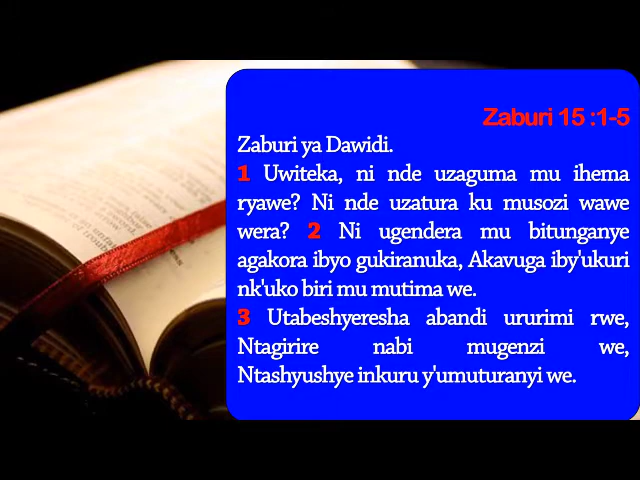 Zaburi 15 :1-5
Zaburi ya Dawidi.
1 Uwiteka, ni nde uzaguma mu ihema
ryawe? Ni nde uzatura ku musozi wawe
wera? 2 Ni ugendera mu bitunganye
agakora ibyo gukiranuka, Akavuga iby'ukuri
nk'uko biri mu mutima we.
3 Utabeshyeresha abandi ururimi rwe,
Ntagirire nabi mugenzi we,
Ntashyushye inkuru y'umuturanyi we.